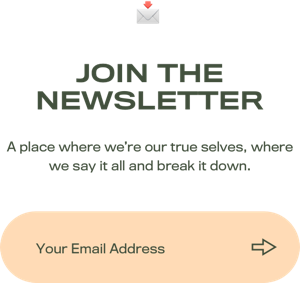 JOIN THE
NEWSLETTER
A place where we're our true selves, where
we say it all and break it down.
Your Email Address